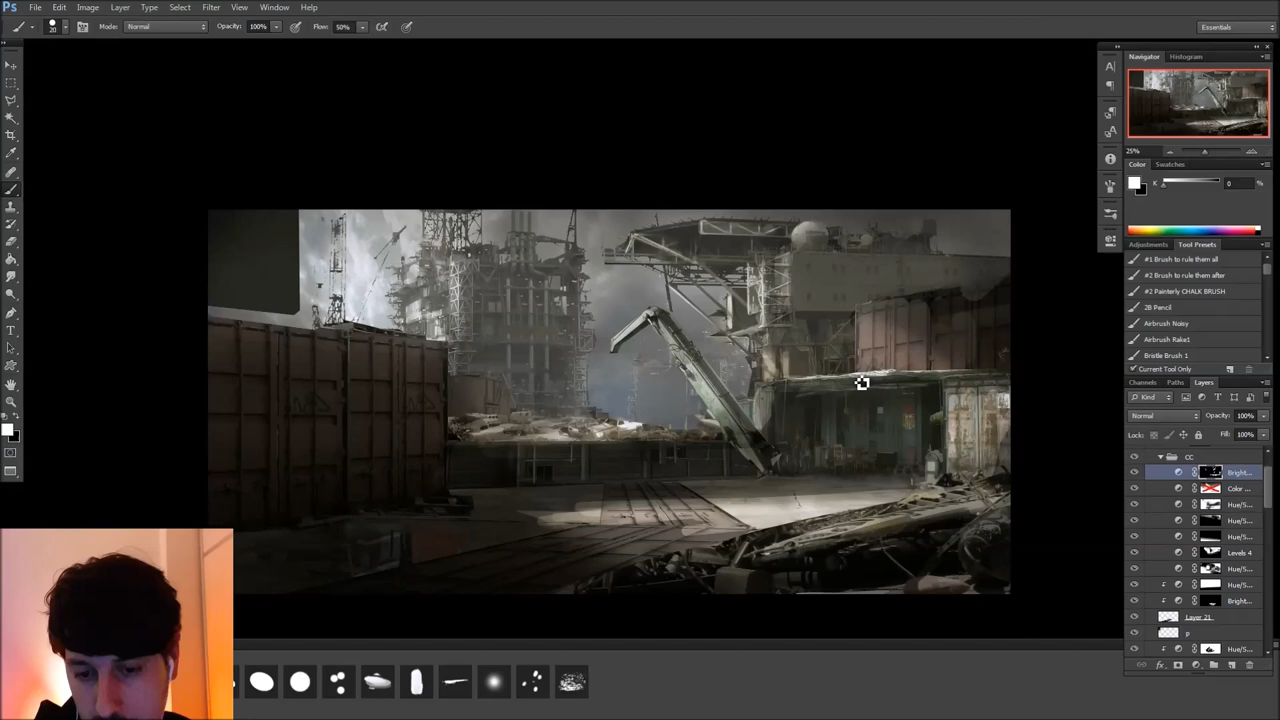 Ps File Edit Image Layer Type Select Filter View Window Help
20 Mode: Normal Opacity: 100% Flow: 50% Essentials
Navigator Histogram
25%
Color Swatches
K 0 %
Adjustments Tool Presets
#1 Brush to rule them all
#2 Brush to rule them after
#2 Painterly CHALK BRUSH
2B Pencil
Airbrush Noisy
Airbrush Rake1
Bristle Brush 1
Current Tool Only
Channels Paths Layers
Kind
Normal Opacity: 100%
Lock: Fill: 100%
CC
Bright...
Color ...
Hue/S...
Hue/S...
Hue/S...
Levels 4
Hue/S...
Hue/S...
Bright...
Layer 21
p
Hue/S...